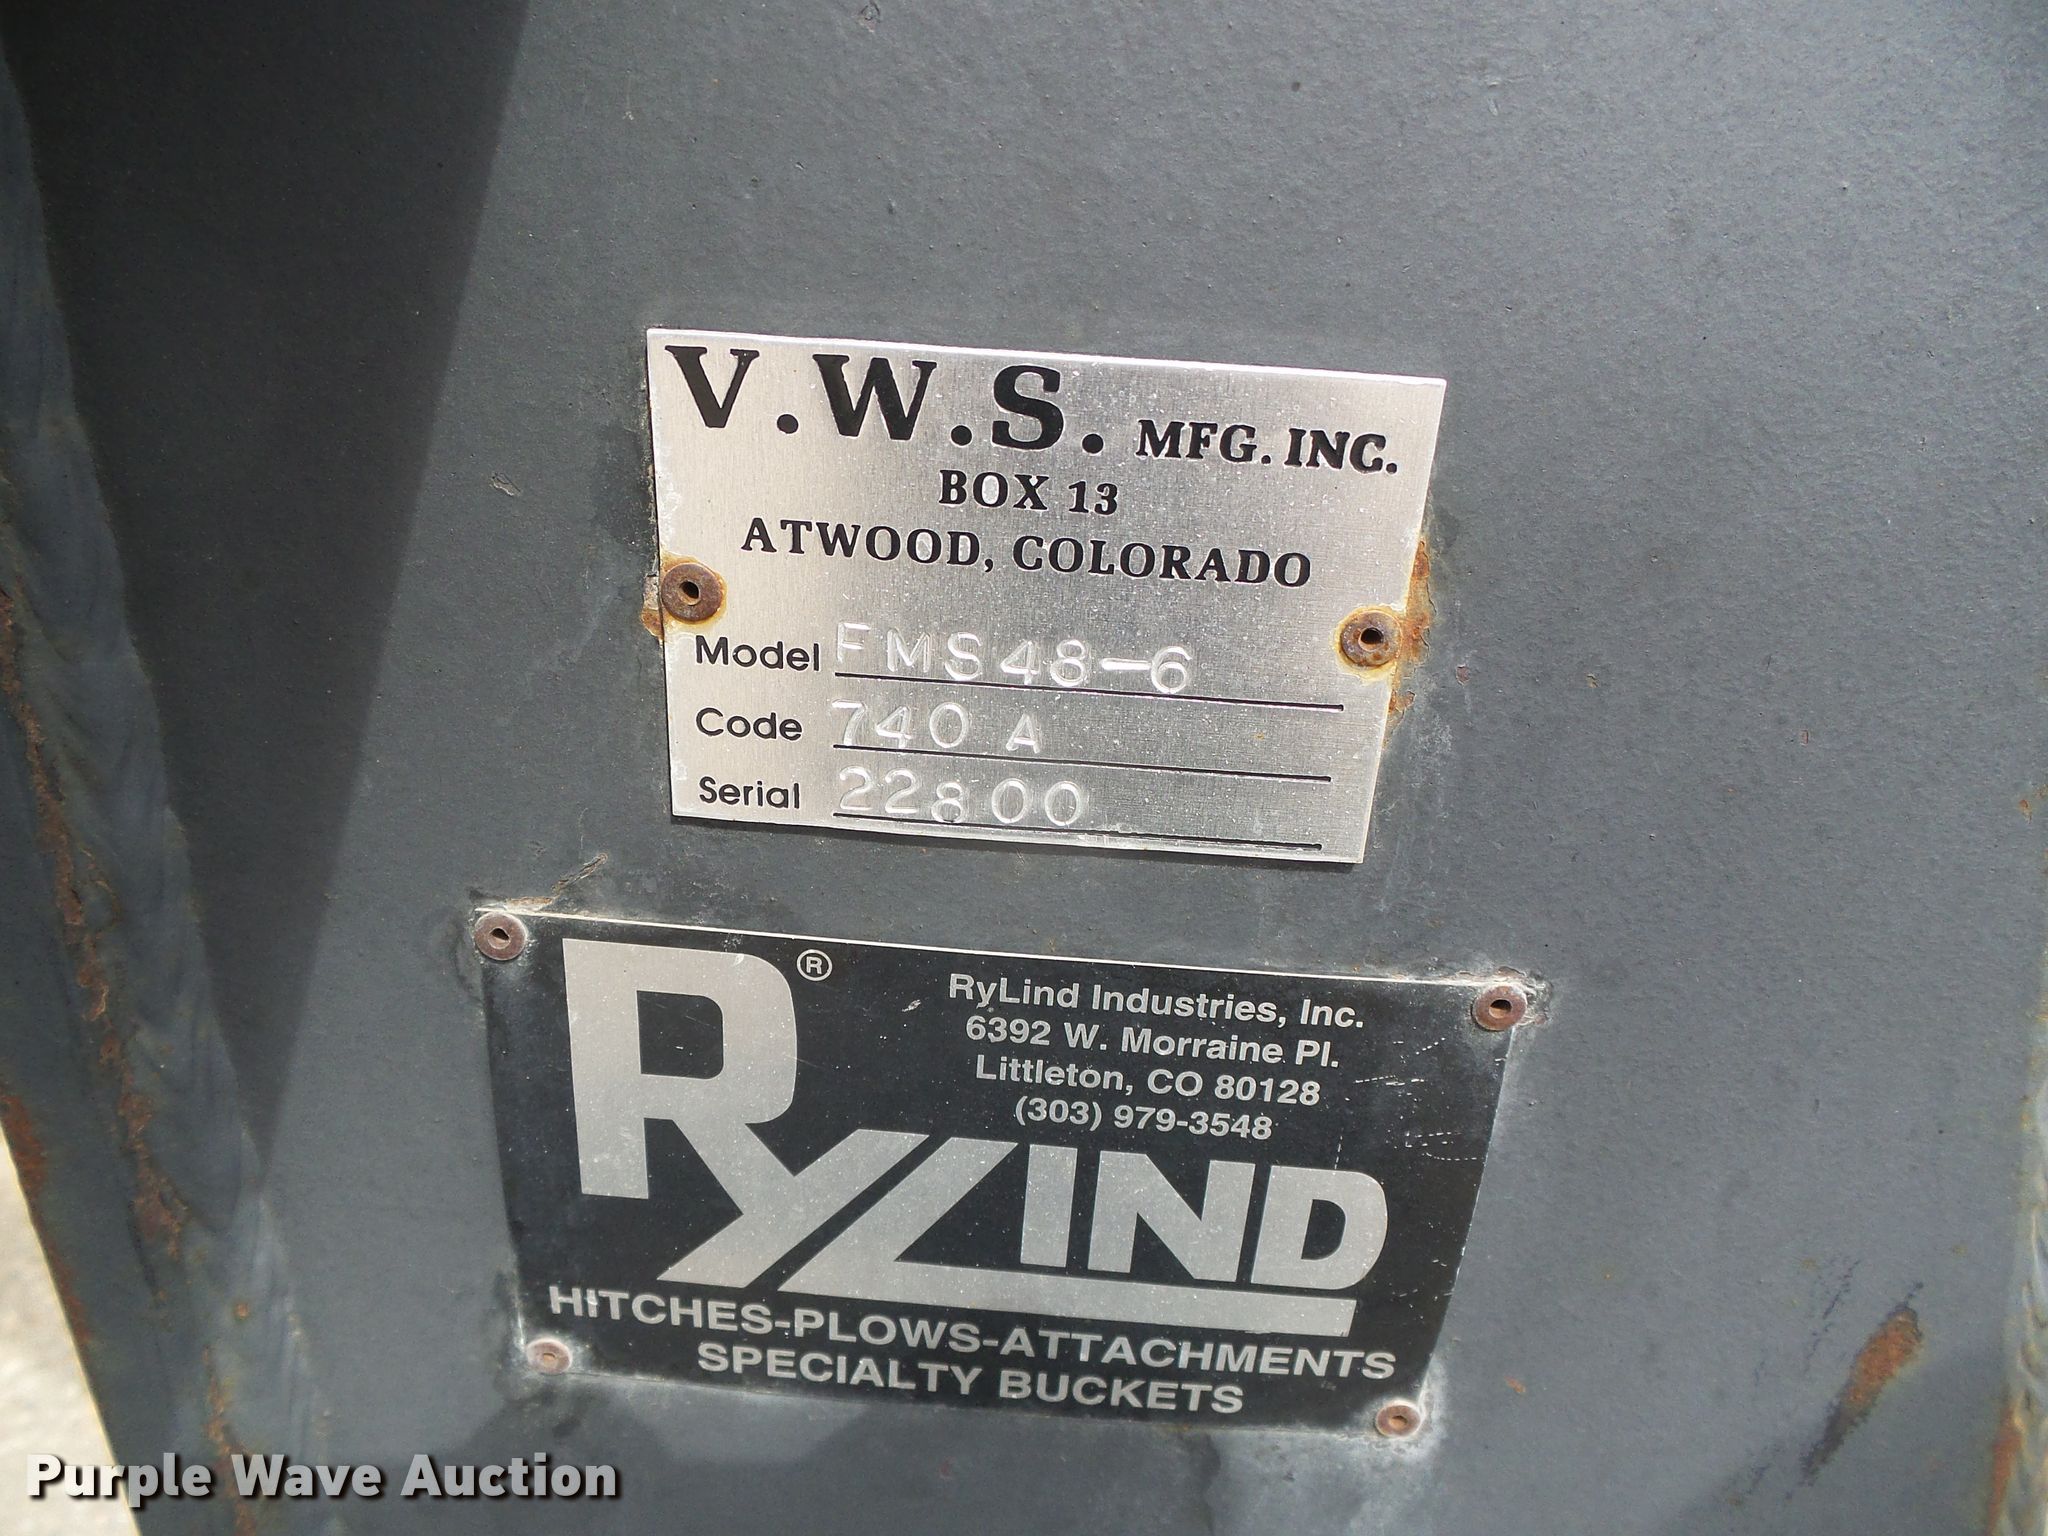 V.W.S. MFG. INC.
BOX 13
ATWOOD, COLORADO
Model FMS48-6
Code 740 A
Serial 22800
RYLIND ®
RyLind Industries, Inc.
6392 W. Morraine Pl.
Littleton, CO 80128
(303) 979-3548
HITCHES-PLOWS-ATTACHMENTS
SPECIALTY BUCKETS
Purple Wave Auction